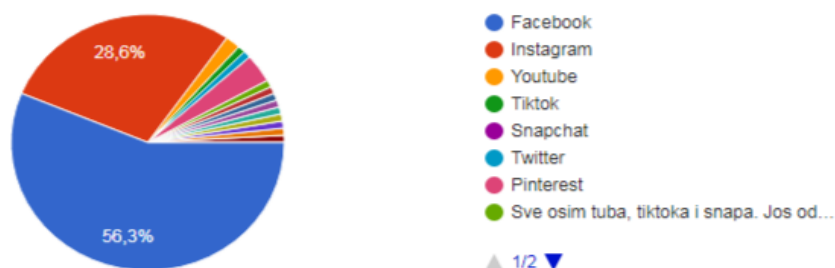 28,6%
56,3%
Facebook
Instagram
Youtube
Tiktok
Snapchat
Twitter
Pinterest
Sve osim tuba, tiktoka i snapa. Jos od...
1/2